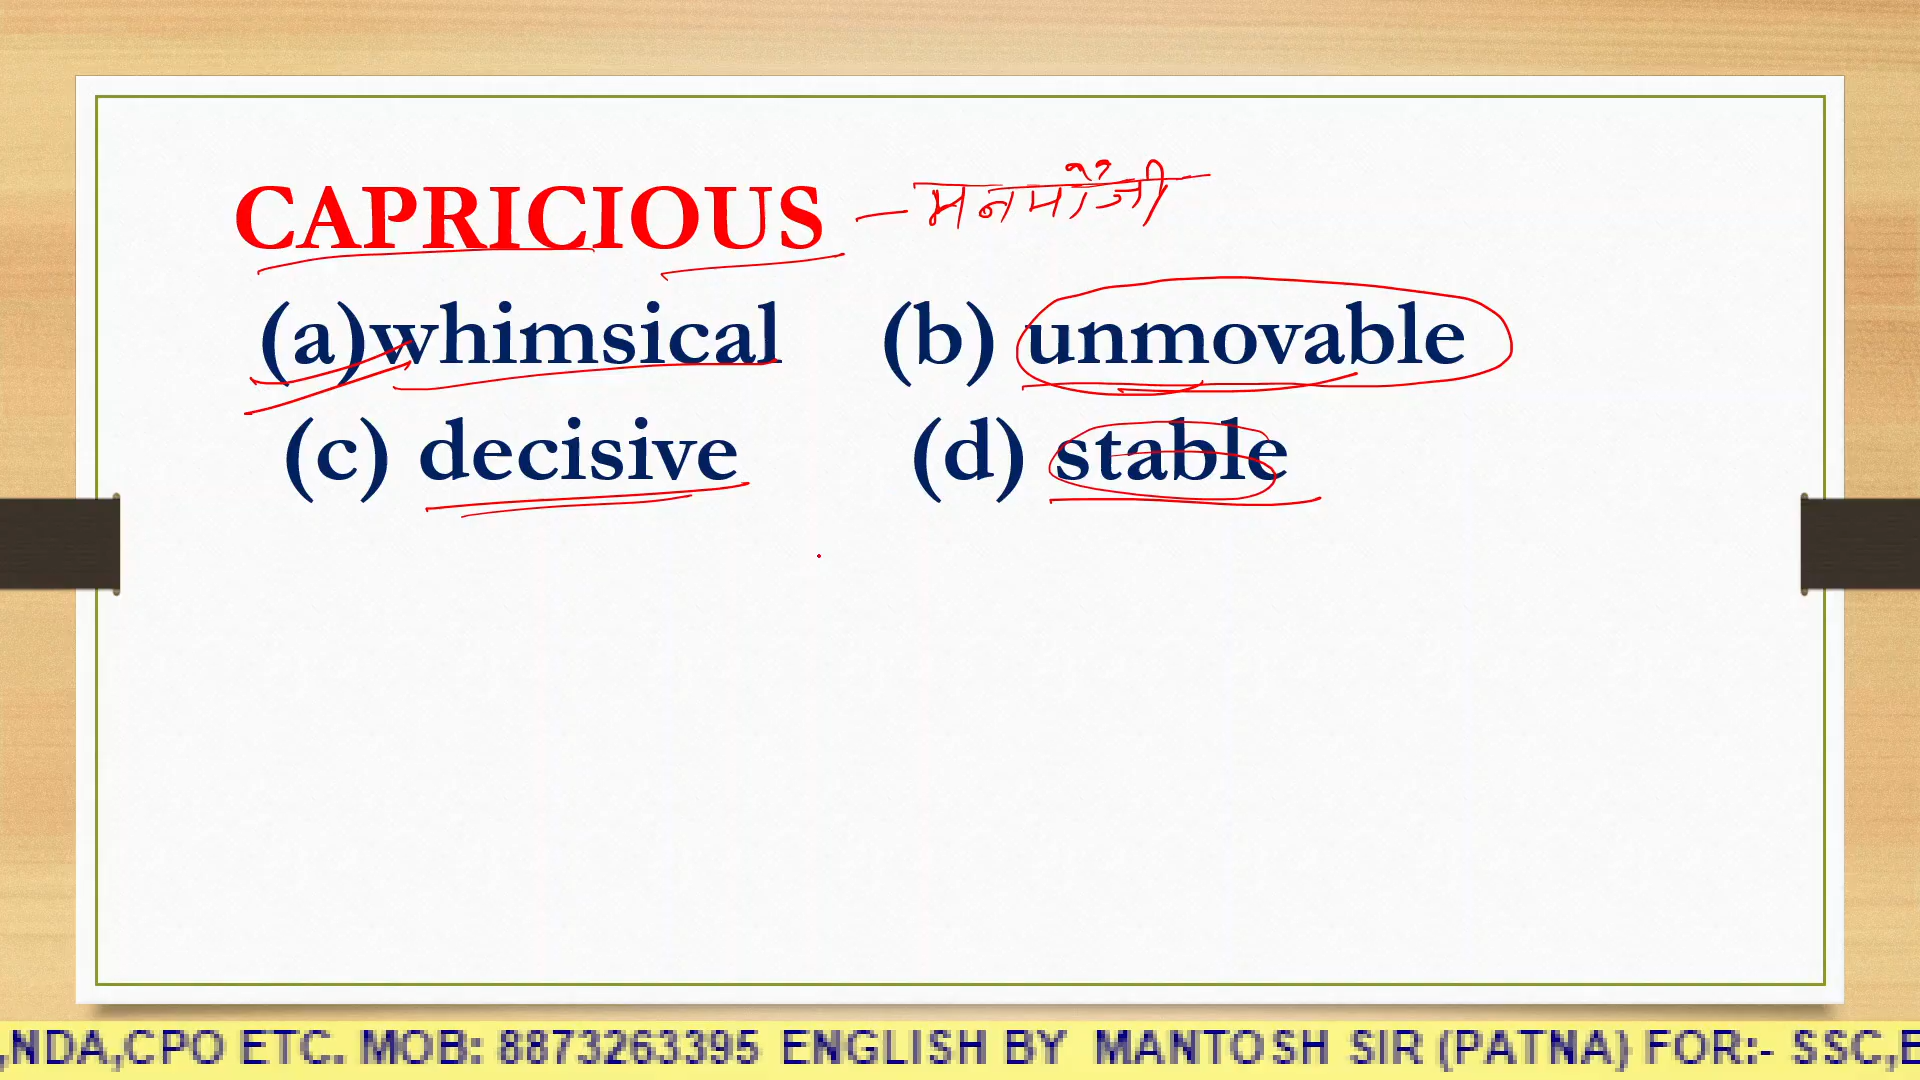 CAPRICIOUS – मनमौजी
(a)whimsical (b) unmovable
(c) decisive (d) stable
,NDA,CPO ETC. MOB: 8873263395 ENGLISH BY MANTOSH SIR (PATNA) FOR:- SSC,